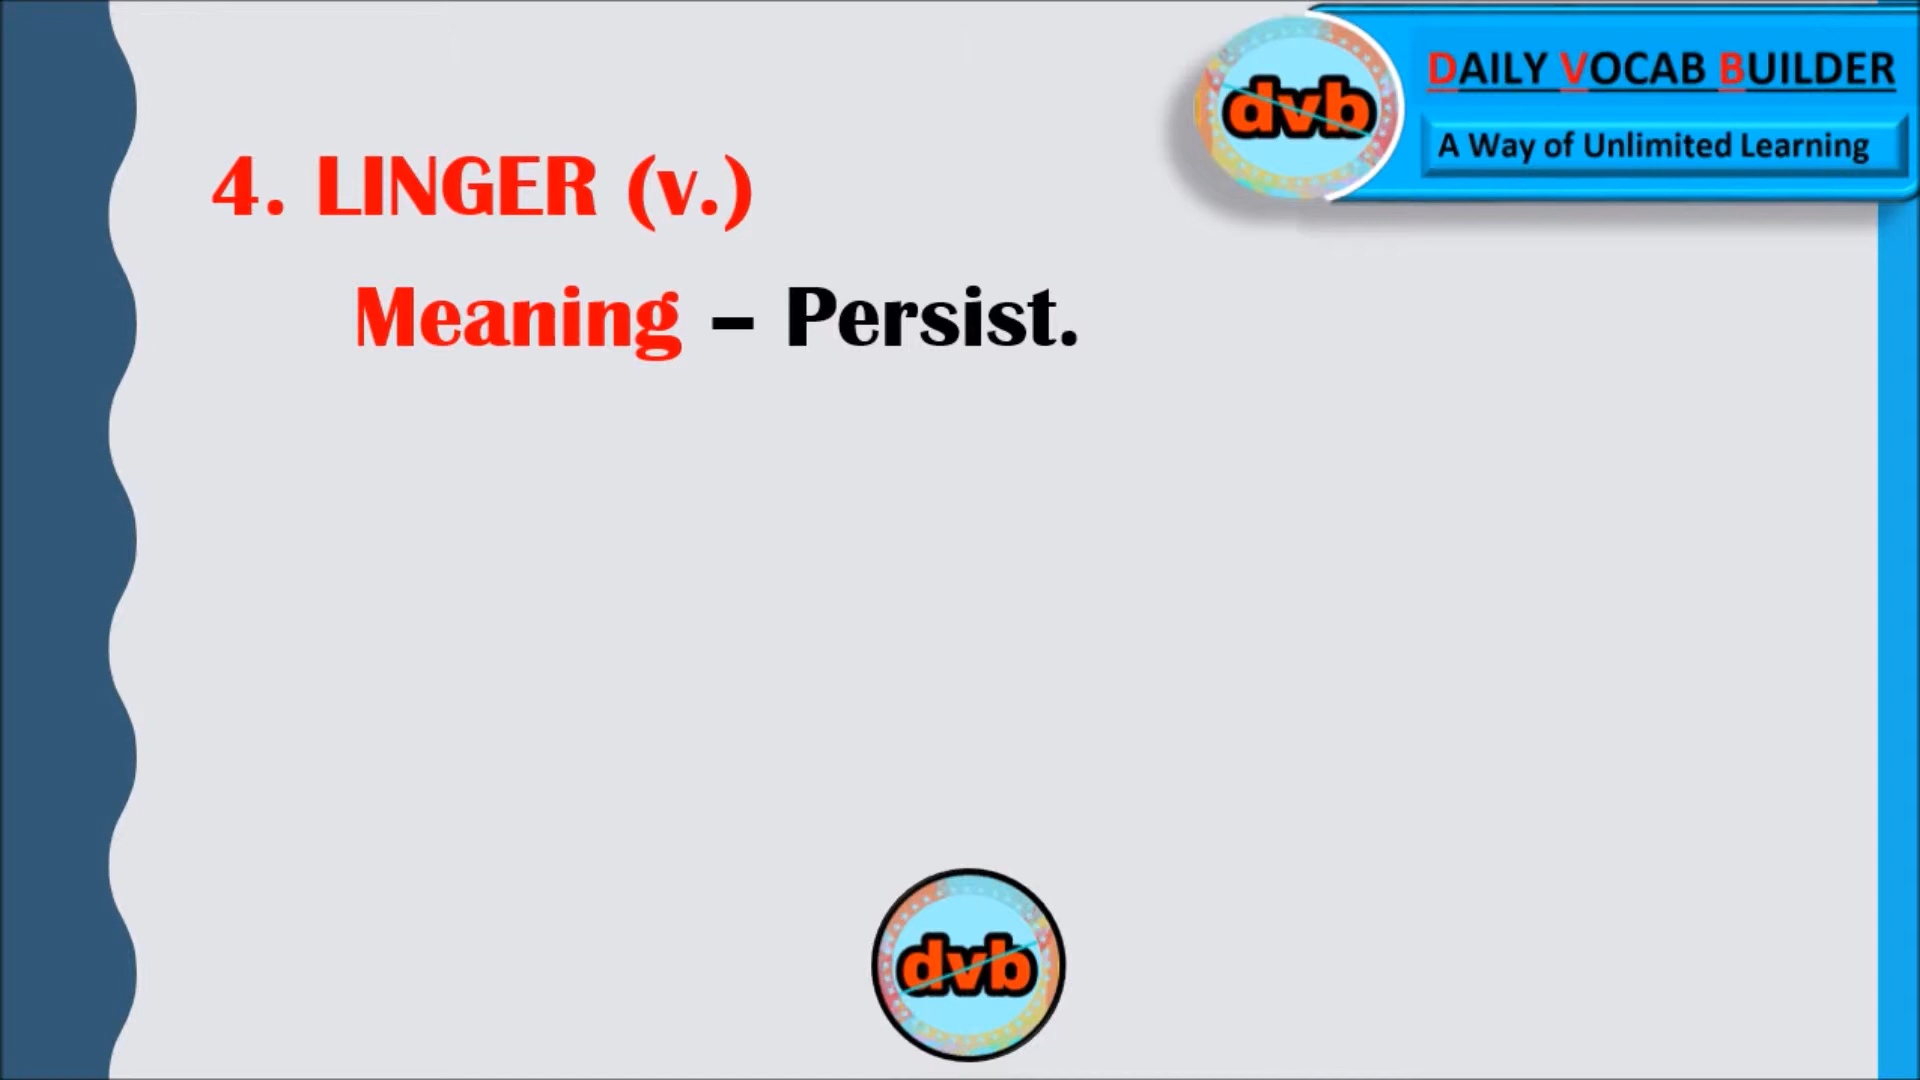 DAILY VOCAB BUILDER
dvb
A Way of Unlimited Learning
4. LINGER (v.)
Meaning – Persist.
dvb